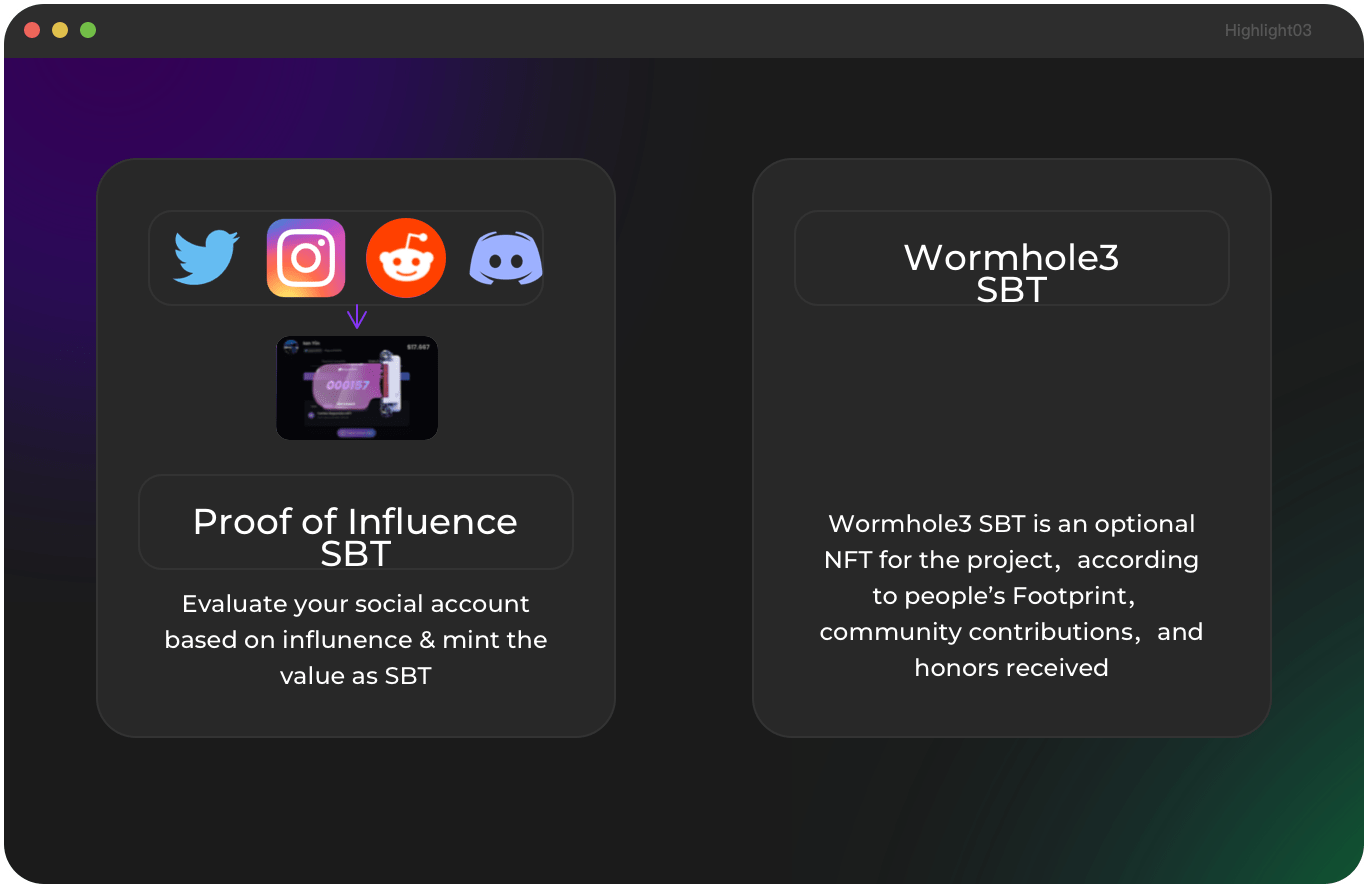 Highlight03
$17.667
000157
Proof of Influence
SBT
Evaluate your social account
based on influnence & mint the
value as SBT
Wormhole3
SBT
Wormhole3 SBT is an optional
NFT for the project，according
to people’s Footprint，
community contributions，and
honors received